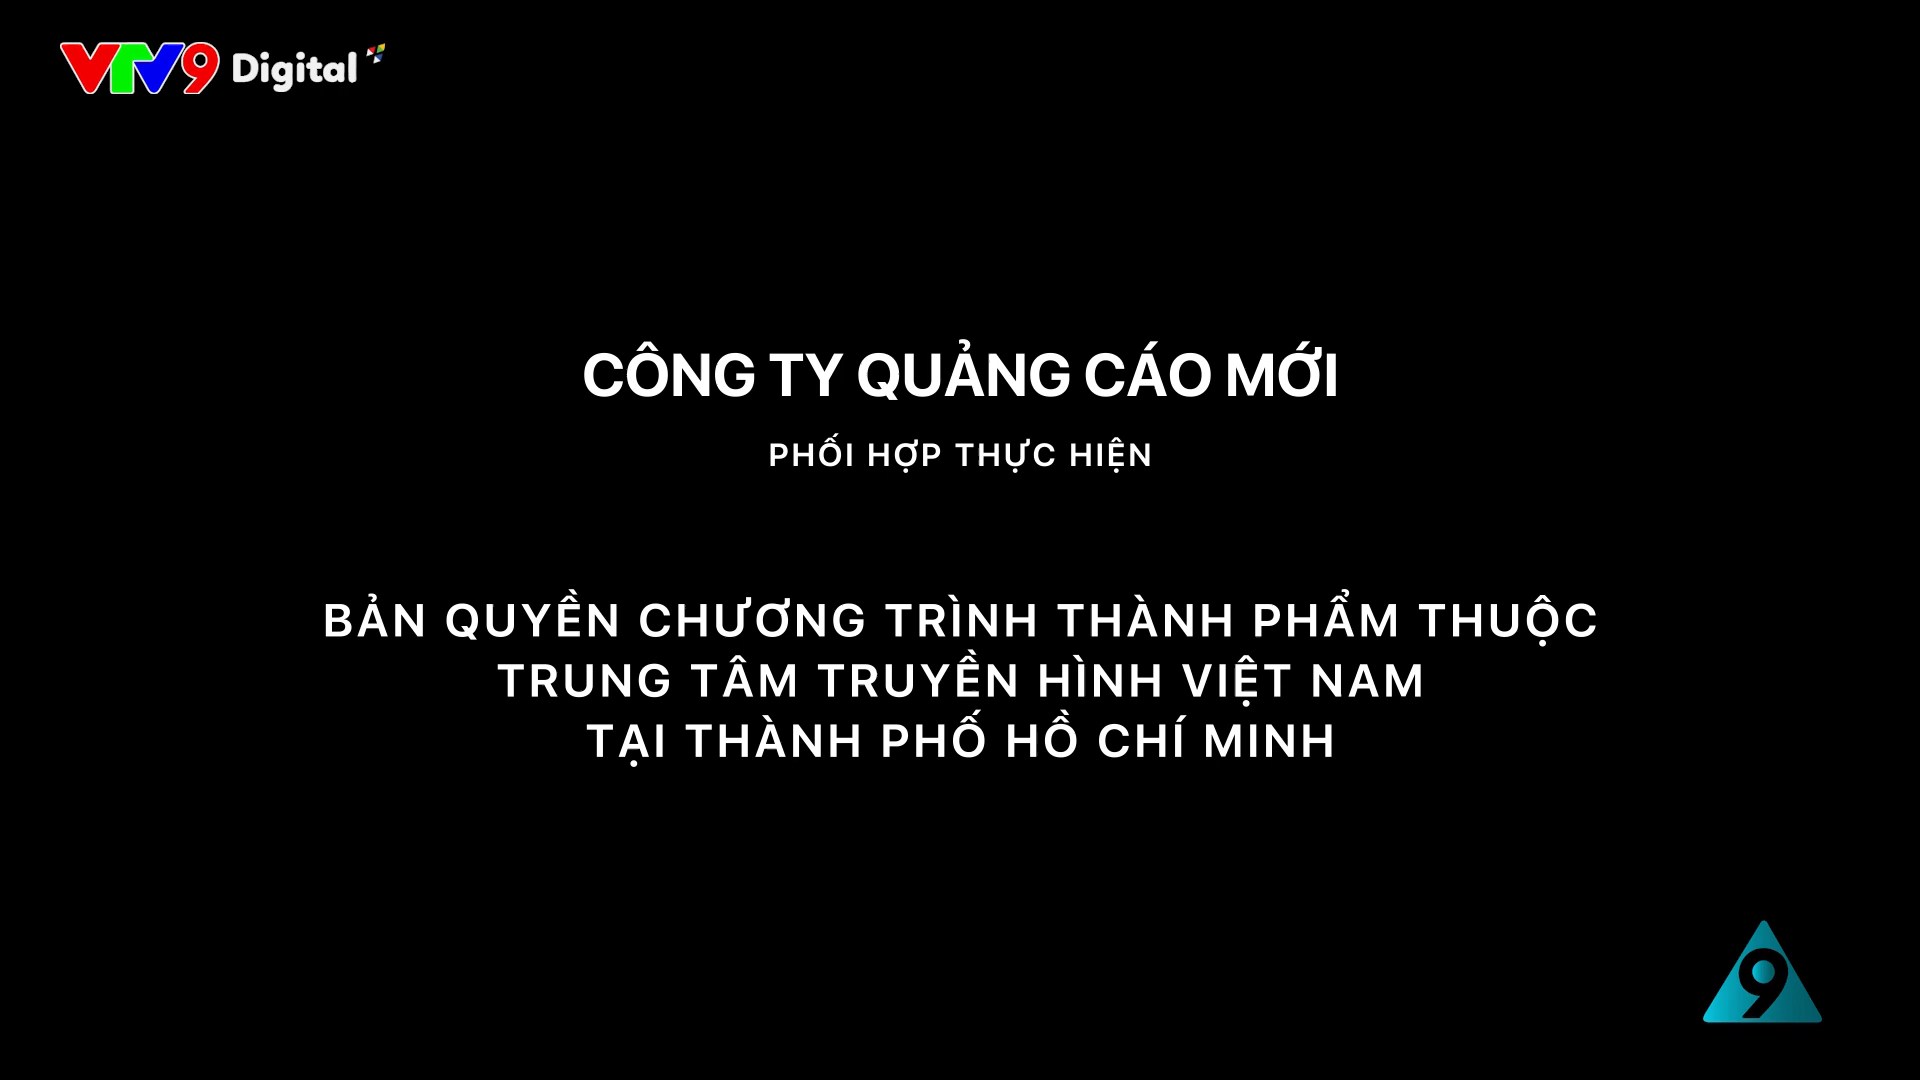 VTV9 Digital
CÔNG TY QUẢNG CÁO MỚI
PHỐI HỢP THỰC HIỆN
BẢN QUYỀN CHƯƠNG TRÌNH THÀNH PHẨM THUỘC
TRUNG TÂM TRUYỀN HÌNH VIỆT NAM
TẠI THÀNH PHỐ HỒ CHÍ MINH
9